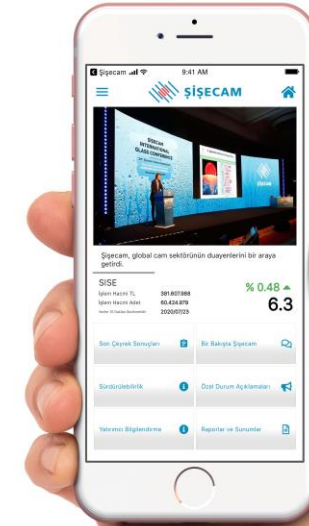 Şişecam
9:41 AM
ŞİŞECAM
ŞİŞECAM
INTERNATIONAL
GLASS CONFERENCE
Şişecam, global cam sektörünün duayenlerini bir araya
getirdi.
SISE
% 0.48
İşlem Hacmi TL 381.607.988
6.3
İşlem Hacmi Adet 60.424.979
2020/07/23
Son Çeyrek Sonuçları
Bir Bakışta Şişecam
Sürdürülebilirlik
Özel Durum Açıklamaları
Yatırımcı Bilgilendirme
Raporlar ve Sunumlar